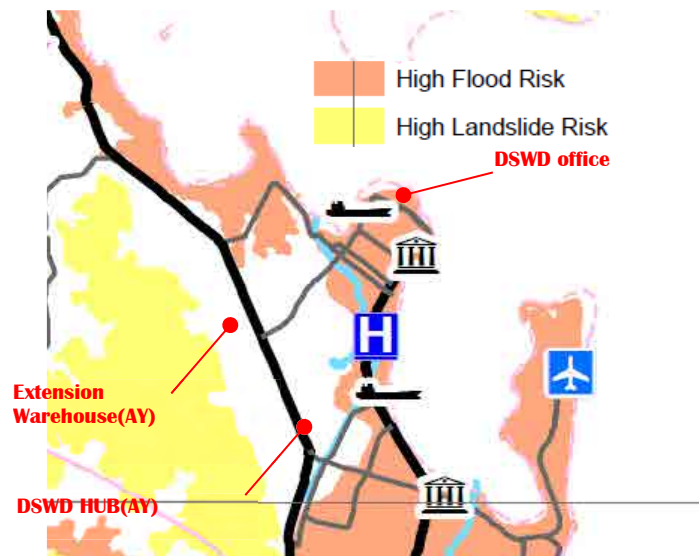 High Flood Risk
High Landslide Risk
DSWD office
H
Extension
Warehouse(AY)
DSWD HUB(AY)